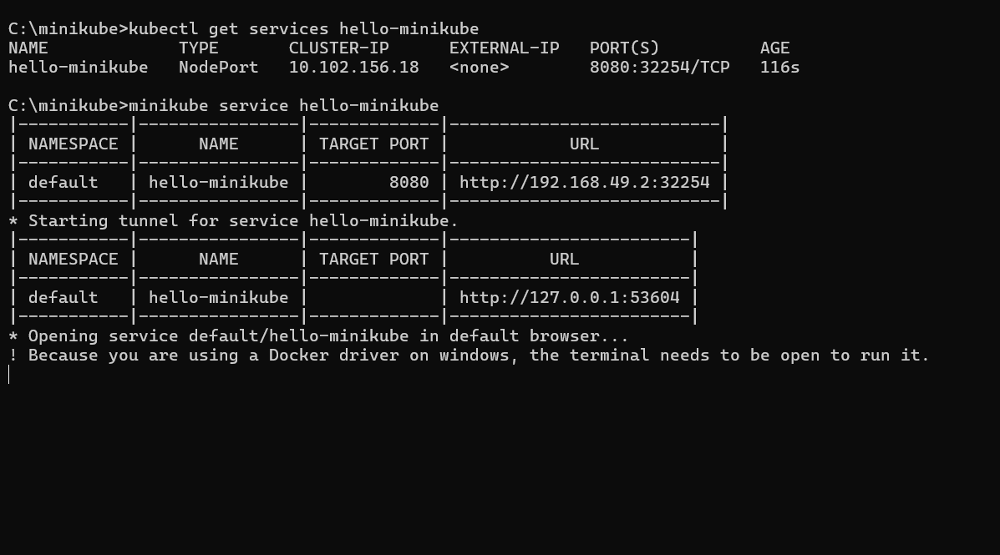 C:\minikube>kubectl get services hello-minikube
NAME             TYPE       CLUSTER-IP      EXTERNAL-IP   PORT(S)          AGE
hello-minikube   NodePort   10.102.156.18   <none>        8080:32254/TCP   116s
C:\minikube>minikube service hello-minikube
|-----------|----------------|-------------|---------------------------|
| NAMESPACE |      NAME      | TARGET PORT |            URL            |
|-----------|----------------|-------------|---------------------------|
| default   | hello-minikube |        8080 | http://192.168.49.2:32254 |
|-----------|----------------|-------------|---------------------------|
* Starting tunnel for service hello-minikube.
|-----------|----------------|-------------|------------------------|
| NAMESPACE |      NAME      | TARGET PORT |          URL           |
|-----------|----------------|-------------|------------------------|
| default   | hello-minikube |             | http://127.0.0.1:53604 |
|-----------|----------------|-------------|------------------------|
* Opening service default/hello-minikube in default browser...
! Because you are using a Docker driver on windows, the terminal needs to be open to run it.